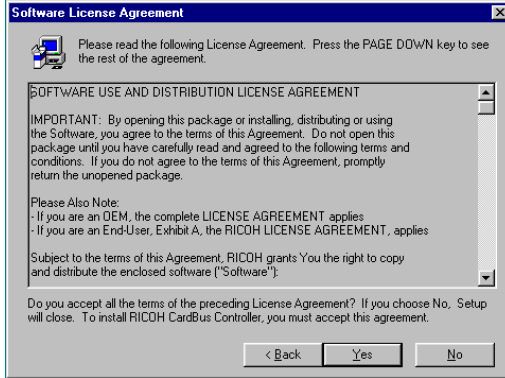 Software License Agreement
Please read the following License Agreement. Press the PAGE DOWN key to see
the rest of the agreement.
SOFTWARE USE AND DISTRIBUTION LICENSE AGREEMENT
IMPORTANT: By opening this package or installing, distributing or using
the Software, you agree to the terms of this Agreement. Do not open this
package until you have carefully read and agreed to the following terms and
conditions. If you do not agree to the terms of this Agreement, promptly
return the unopened package.
Please Also Note:
- If you are an OEM, the complete LICENSE AGREEMENT applies
- If you are an End-User, Exhibit A, the RICOH LICENSE AGREEMENT, applies
Subject to the terms of this Agreement, RICOH grants You the right to copy
and distribute the enclosed software ("Software"):
Do you accept all the terms of the preceding License Agreement? If you choose No, Setup
will close. To install RICOH CardBus Controller, you must accept this agreement.
< Back Yes No